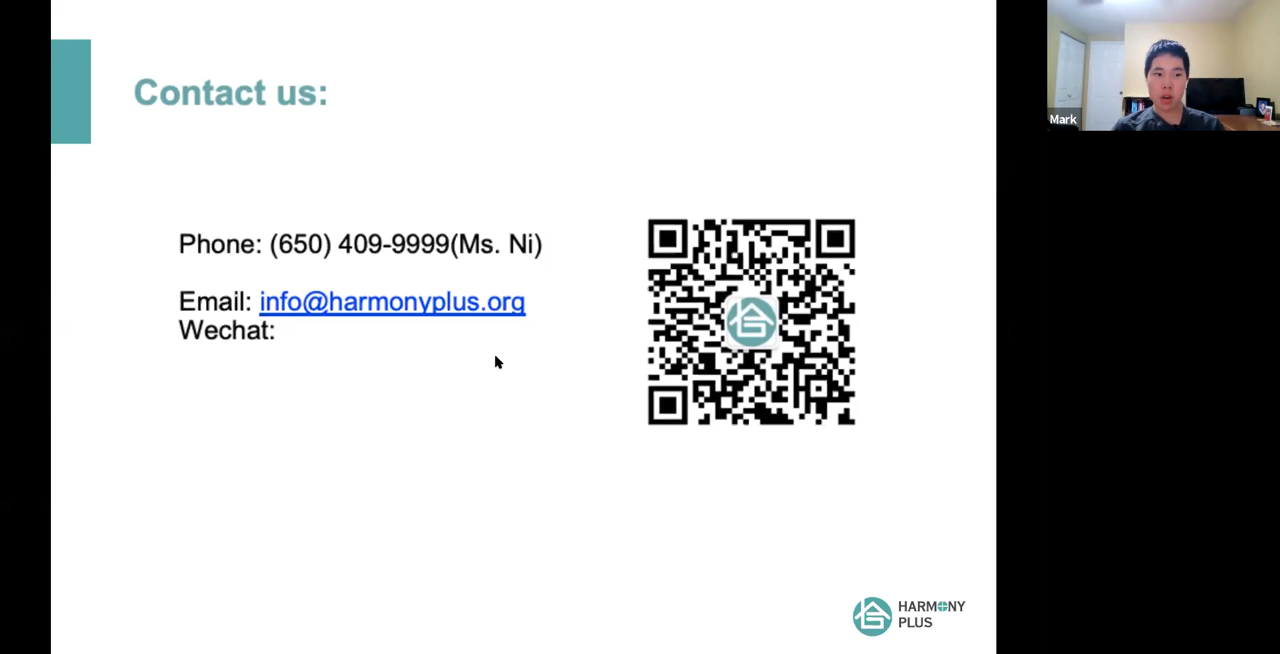 Contact us:
Phone: (650) 409-9999(Ms. Ni)
Email: info@harmonyplus.org
Wechat:
HARMONY
PLUS
Mark